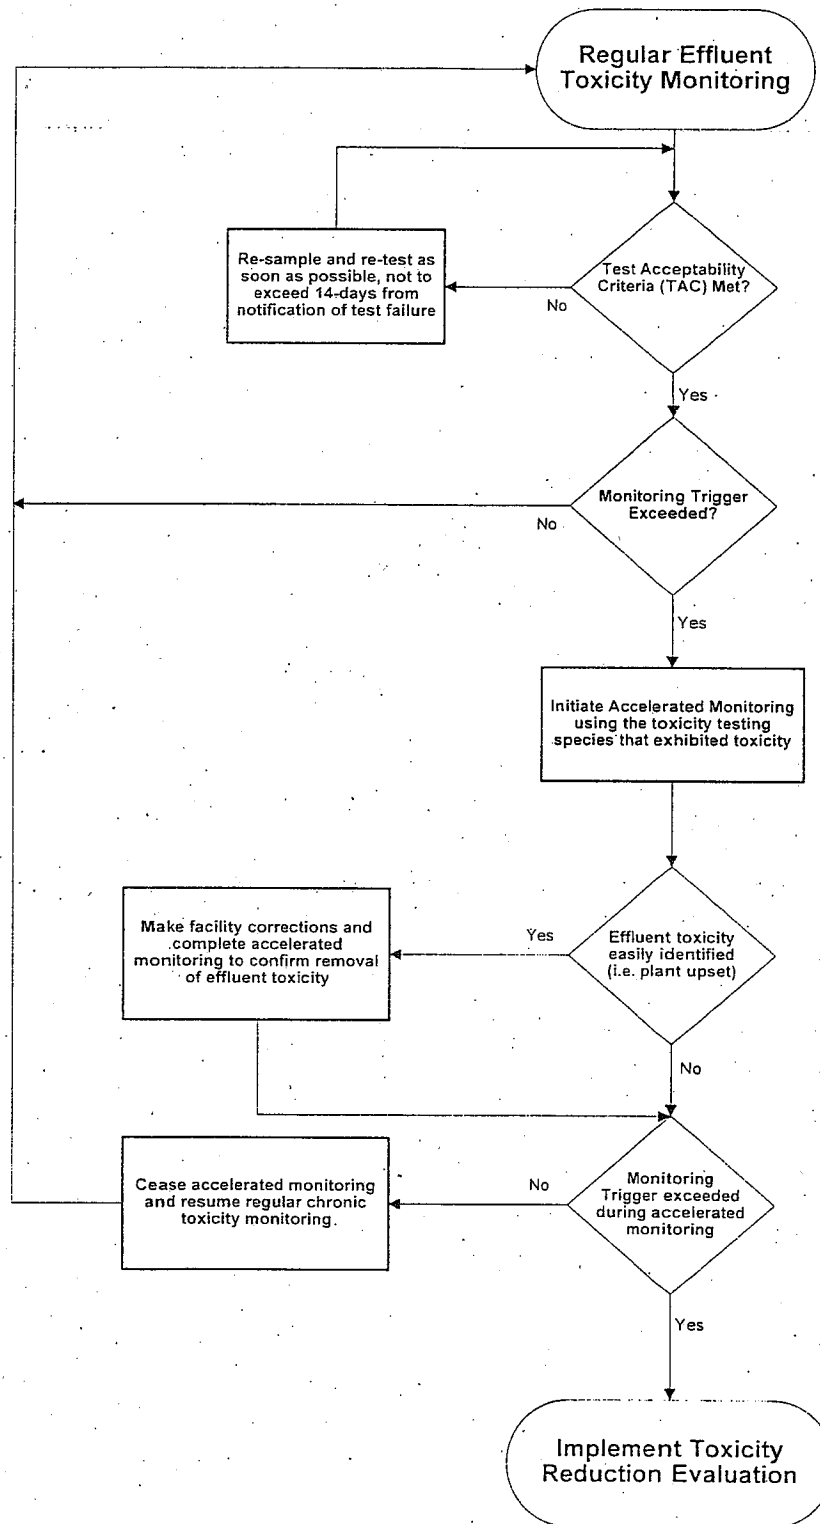 Regular Effluent
Toxicity Monitoring
Re-sample and re-test as
soon as possible, not to
exceed 14-days from
notification of test failure
Test Acceptability
Criteria (TAC) Met?
No
Yes
Monitoring Trigger
Exceeded?
No
Yes
Initiate Accelerated Monitoring
using the toxicity testing
species that exhibited toxicity
Make facility corrections and
complete accelerated
monitoring to confirm removal
of effluent toxicity
Yes
Effluent toxicity
easily identified
(i.e. plant upset)
No
Cease accelerated monitoring
and resume regular chronic
toxicity monitoring.
No
Monitoring
Trigger exceeded
during accelerated
monitoring
Yes
Implement Toxicity
Reduction Evaluation